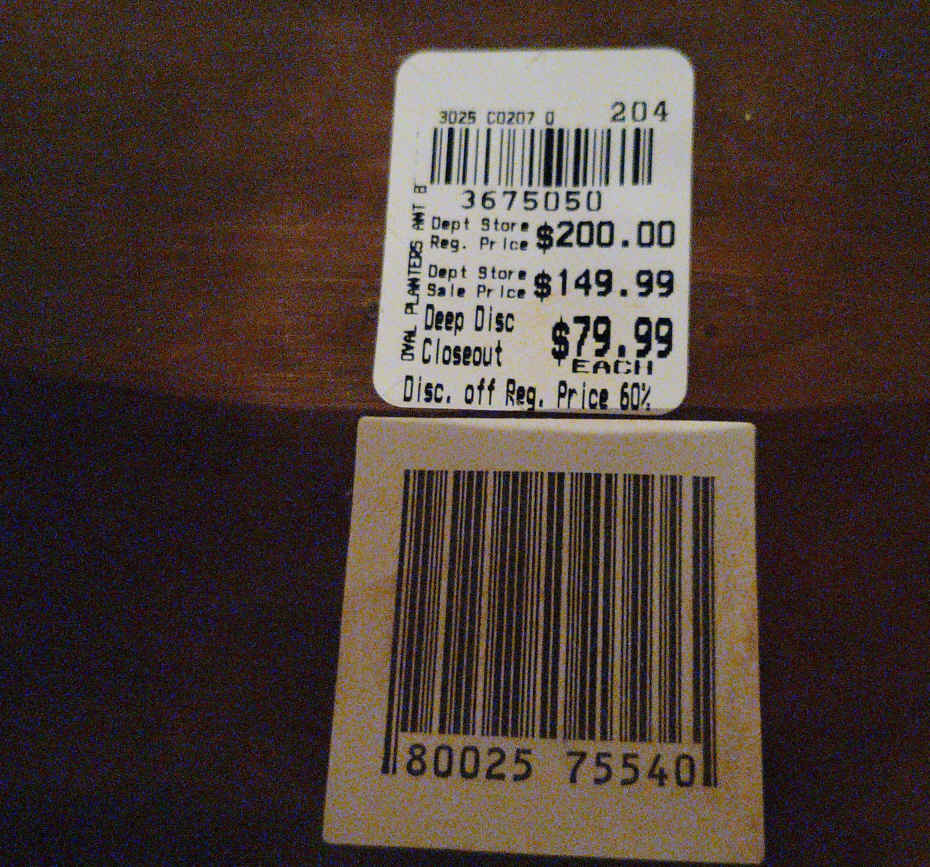 3025 C0207 0 204
3675050
OVAL PLANTERS ANT B
Dept Store
Reg. Price $200.00
Dept Store
Sale Price $149.99
Deep Disc
Closeout $79.99
EACH
Disc. off Reg. Price 60%
80025 75540